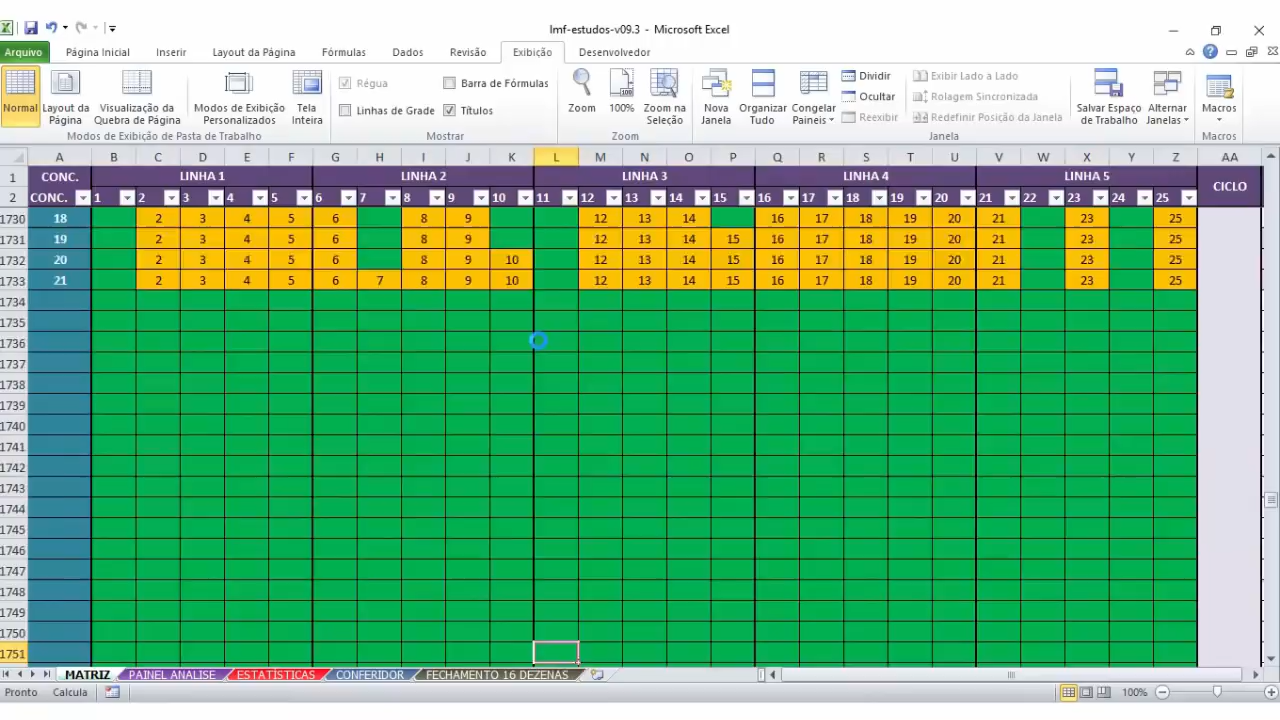 lmf-estudos-v09.3 - Microsoft Excel
Arquivo Página Inicial Inserir Layout da Página Fórmulas Dados Revisão Exibição Desenvolvedor
Normal Layout da Página Visualização da Quebra de Página Modos de Exibição Personalizados Tela Inteira
Régua Barra de Fórmulas
Linhas de Grade Títulos
Zoom 100% Zoom na Seleção
Nova Janela Organizar Tudo Congelar Painéis
Dividir
Ocultar
Reexibir
Exibir Lado a Lado
Rolagem Sincronizada
Redefinir Posição da Janela
Salvar Espaço de Trabalho Alternar Janelas Macros
Modos de Exibição de Pasta de Trabalho Mostrar Zoom Janela Macros
A B C D E F G H I J K L M N O P Q R S T U V W X Y Z AA
1 CONC. LINHA 1 LINHA 2 LINHA 3 LINHA 4 LINHA 5 CICLO
2 CONC. 1 2 3 4 5 6 7 8 9 10 11 12 13 14 15 16 17 18 19 20 21 22 23 24 25
1730 18 2 3 4 5 6 8 9 12 13 14 16 17 18 19 20 21 23 25
1731 19 2 3 4 5 6 8 9 12 13 14 15 16 17 18 19 20 21 23 25
1732 20 2 3 4 5 6 8 9 10 12 13 14 15 16 17 18 19 20 21 23 25
1733 21 2 3 4 5 6 7 8 9 10 12 13 14 15 16 17 18 19 20 21 23 25
1734
1735
1736
1737
1738
1739
1740
1741
1742
1743
1744
1745
1746
1747
1748
1749
1750
1751
MATRIZ PAINEL ANALISE ESTATÍSTICAS CONFERIDOR FECHAMENTO 16 DEZENAS
Pronto Calcula 100%